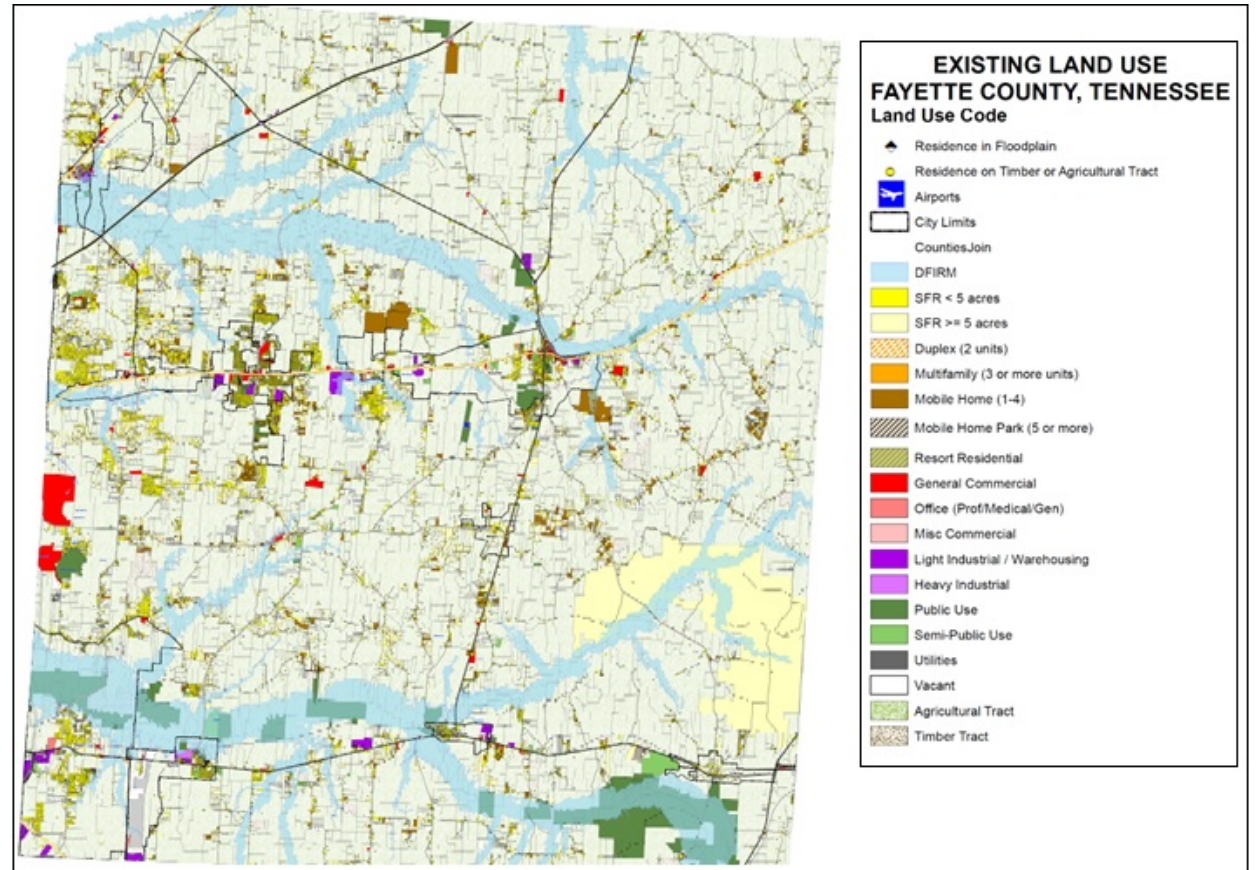 EXISTING LAND USE
FAYETTE COUNTY, TENNESSEE
Land Use Code
Residence in Floodplain
Residence on Timber or Agricultural Tract
Airports
City Limits
CountiesJoin
DFIRM
SFR < 5 acres
SFR >= 5 acres
Duplex (2 units)
Multifamily (3 or more units)
Mobile Home (1-4)
Mobile Home Park (5 or more)
Resort Residential
General Commercial
Office (Prof/Medical/Gen)
Misc Commercial
Light Industrial / Warehousing
Heavy Industrial
Public Use
Semi-Public Use
Utilities
Vacant
Agricultural Tract
Timber Tract